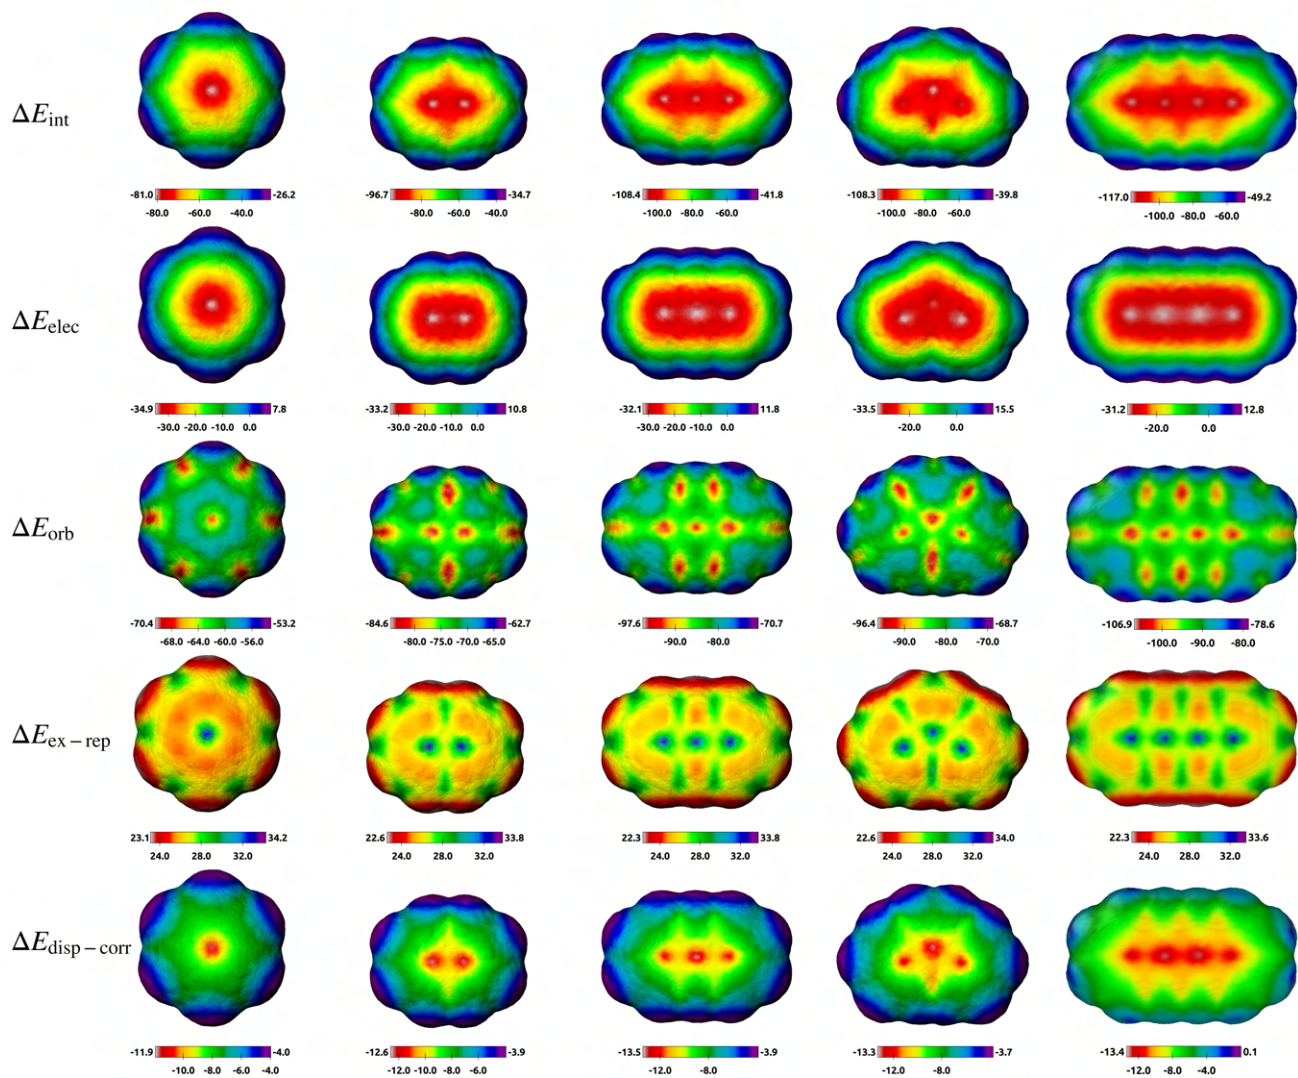 ΔE_int
-81.0 -26.2 -96.7 -34.7 -108.4 -41.8 -108.3 -39.8 -117.0 -49.2
-80.0 -60.0 -40.0 -80.0 -60.0 -40.0 -100.0 -80.0 -60.0 -100.0 -80.0 -60.0 -100.0 -80.0 -60.0
ΔE_elec
-34.9 7.8 -33.2 10.8 -32.1 11.8 -33.5 15.5 -31.2 12.8
-30.0 -20.0 -10.0 0.0 -30.0 -20.0 -10.0 0.0 -30.0 -20.0 -10.0 0.0 -20.0 0.0 -20.0 0.0
ΔE_orb
-70.4 -53.2 -84.6 -62.7 -97.6 -70.7 -96.4 -68.7 -106.9 -78.6
-68.0 -64.0 -60.0 -56.0 -80.0 -75.0 -70.0 -65.0 -90.0 -80.0 -90.0 -80.0 -70.0 -100.0 -90.0 -80.0
ΔE_ex-rep
23.1 34.2 22.6 33.8 22.3 33.8 22.6 34.0 22.3 33.6
24.0 28.0 32.0 24.0 28.0 32.0 24.0 28.0 32.0 24.0 28.0 32.0 24.0 28.0 32.0
ΔE_disp-corr
-11.9 -4.0 -12.6 -3.9 -13.5 -3.9 -13.3 -3.7 -13.4 0.1
-10.0 -8.0 -6.0 -4.0 -12.0 -10.0 -8.0 -6.0 -12.0 -8.0 -12.0 -8.0 -12.0 -8.0 -4.0